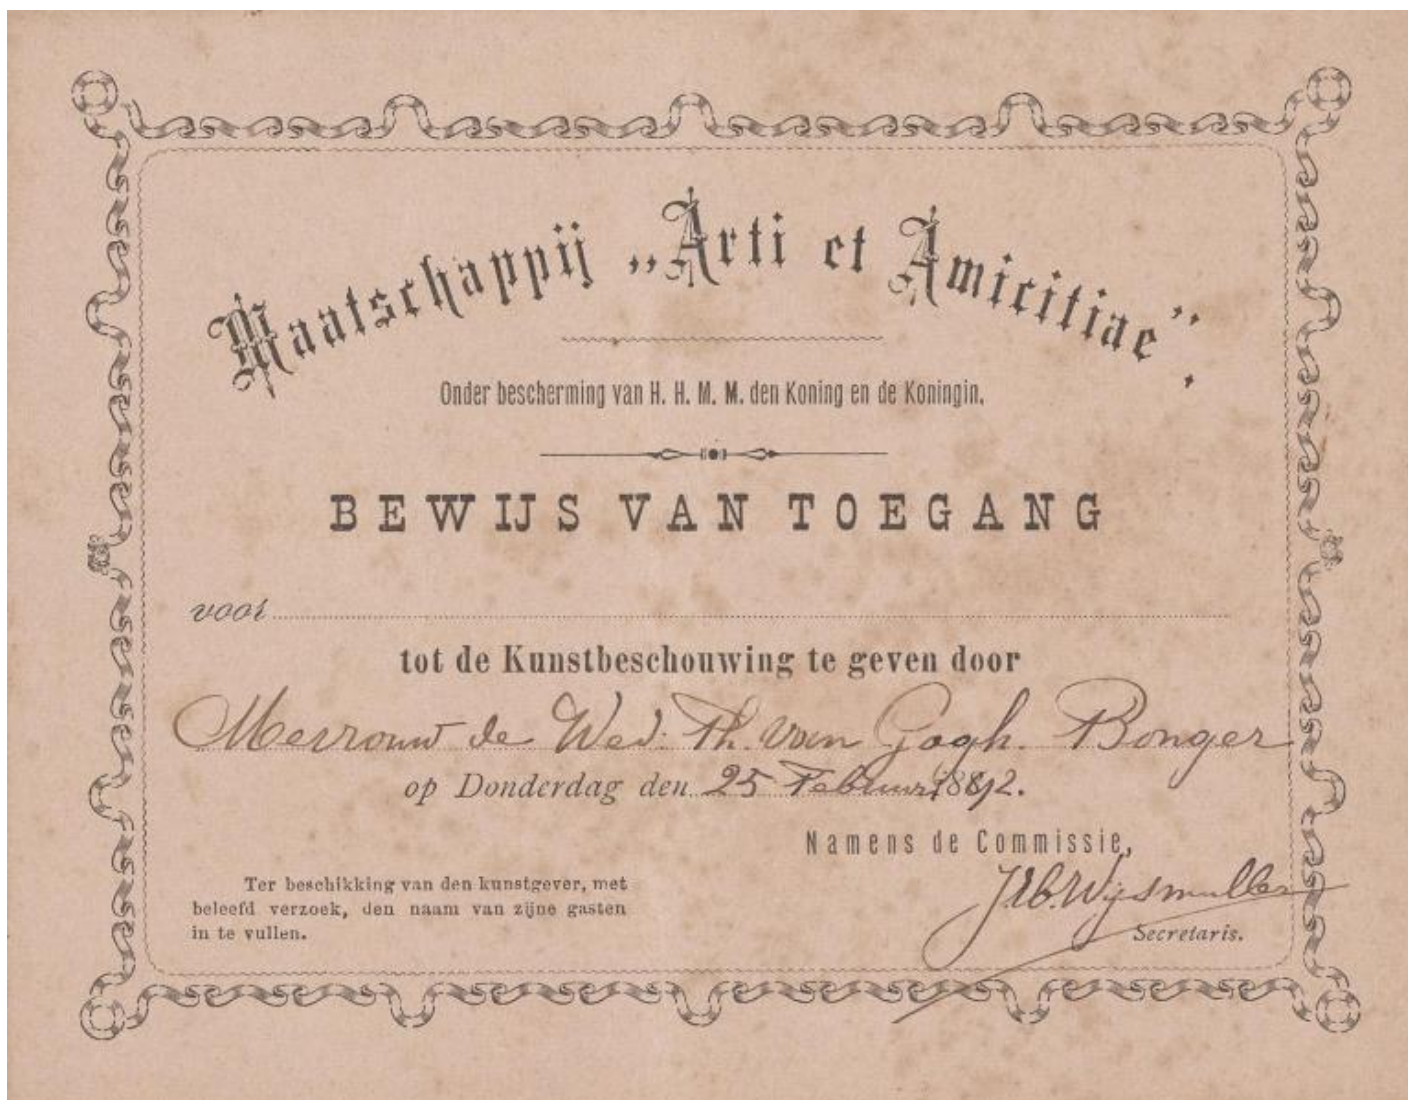 Maatschappij „Arti et Amicitiae”.
Onder bescherming van H. H. M. M. den Koning en de Koningin.
BEWIJS VAN TOEGANG
voor
tot de Kunstbeschouwing te geven door
Mevrouw de Wed. Th. van Gogh. Bonger
op Donderdag den 25 Februari 1892.
Namens de Commissie,
Ter beschikking van den kunstgever, met
beleefd verzoek, den naam van zijne gasten
in te vullen.
Wijsmuller
Secretaris.